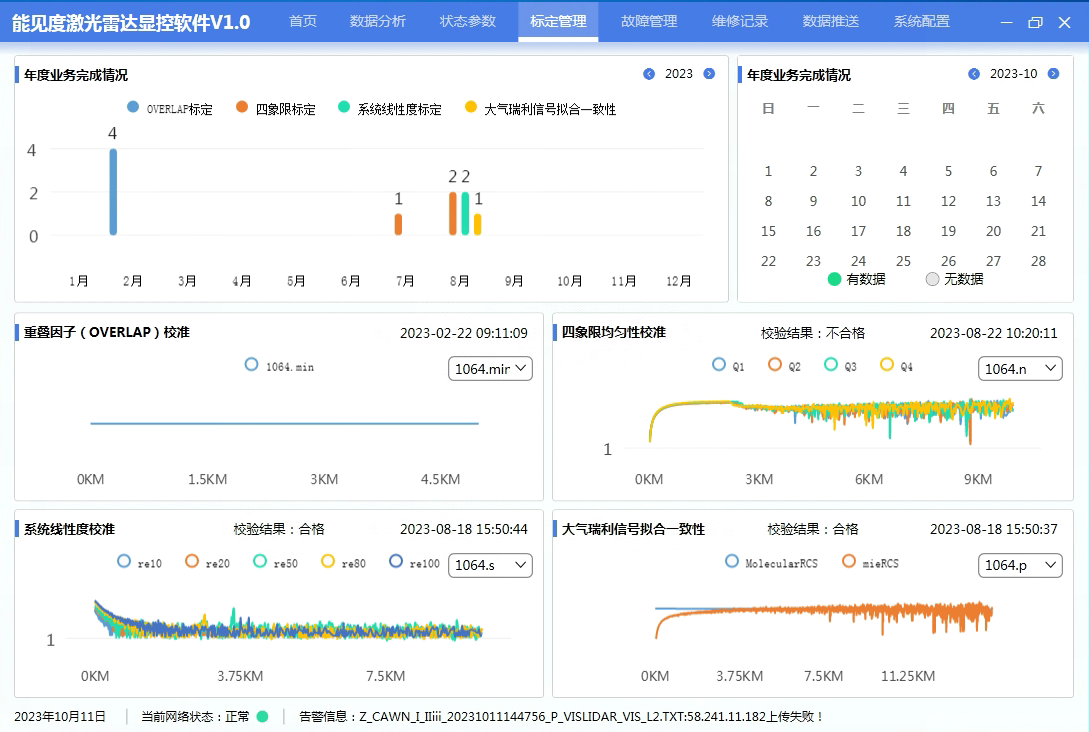 能见度激光雷达显控软件V1.0 首页 数据分析 状态参数 标定管理 故障管理 维修记录 数据推送 系统配置
年度业务完成情况 2023
OVERLAP标定 四象限标定 系统线性度标定 大气瑞利信号拟合一致性
4
4
2 2
2
1 1
0
1月 2月 3月 4月 5月 6月 7月 8月 9月 10月 11月 12月
年度业务完成情况 2023-10
日 一 二 三 四 五 六
1 2 3 4 5 6 7
8 9 10 11 12 13 14
15 16 17 18 19 20 21
22 23 24 25 26 27 28
有数据 无数据
重叠因子（OVERLAP）校准 2023-02-22 09:11:09
1064.min 1064.mir
0KM 1.5KM 3KM 4.5KM
四象限均匀性校准 校验结果：不合格 2023-08-22 10:20:11
Q1 Q2 Q3 Q4 1064.n
1
0KM 3KM 6KM 9KM
系统线性度校准 校验结果：合格 2023-08-18 15:50:44
re10 re20 re50 re80 re100 1064.s
1
0KM 3.75KM 7.5KM
大气瑞利信号拟合一致性 校验结果：合格 2023-08-18 15:50:37
MolecularRCS mieRCS 1064.p
0KM 3.75KM 7.5KM 11.25KM
2023年10月11日 当前网络状态：正常 告警信息：Z_CAWN_I_IIiii_20231011144756_P_VISLIDAR_VIS_L2.TXT:58.241.11.182上传失败！